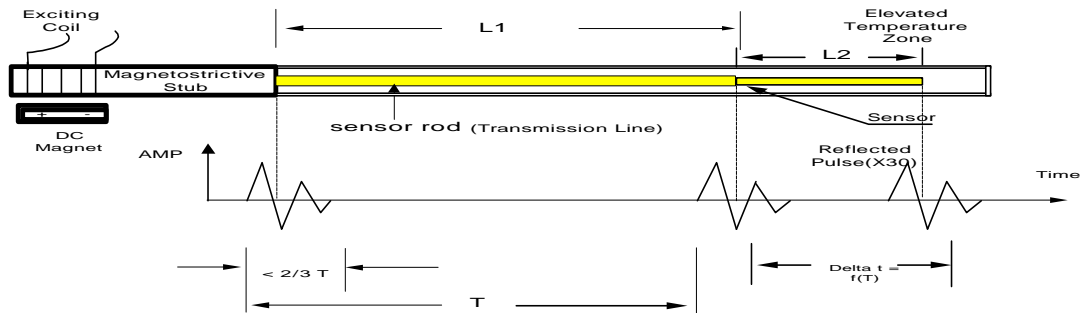 Exciting
Coil
L1
Elevated
Temperature
Zone
L2
Magnetostrictive
Stub
+ -
DC
Magnet
sensor rod (Transmission Line)
Sensor
AMP
Reflected
Pulse(X30)
Time
< 2/3 T
Delta t =
f(T)
T